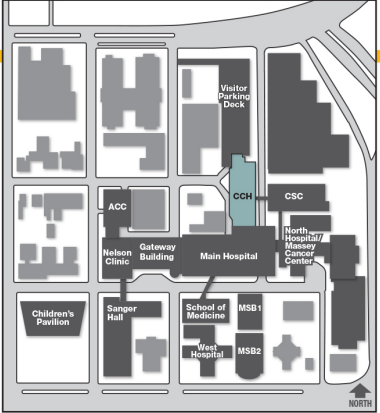 Visitor
Parking
Deck
CCH
CSC
ACC
North
Hospital/
Massey
Cancer
Center
Nelson
Clinic
Gateway
Building
Main Hospital
Children's
Pavilion
Sanger
Hall
School of
Medicine
MSB1
West
Hospital
MSB2
NORTH